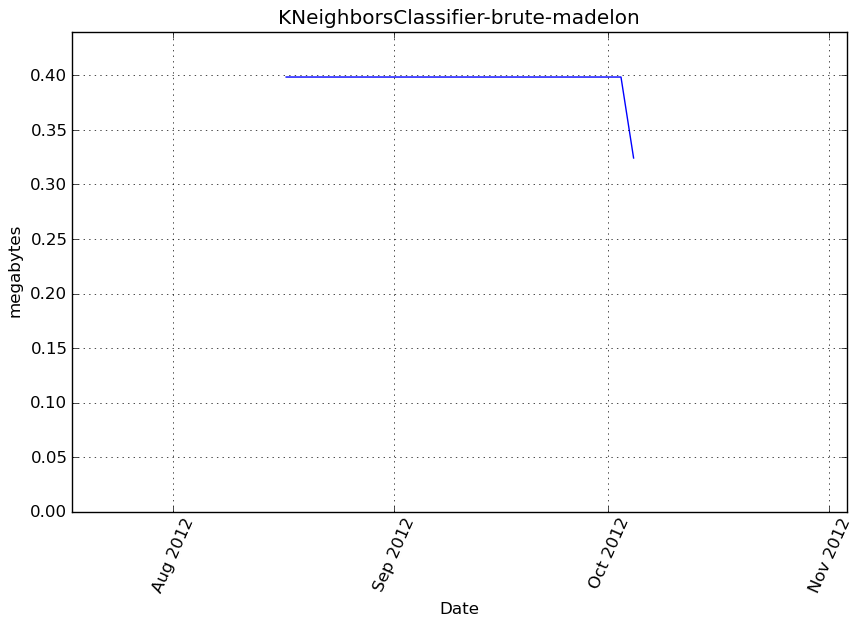 KNeighborsClassifier-brute-madelon
0.40
0.35
0.30
0.25
0.20
0.15
0.10
0.05
0.00
megabytes
Aug 2012
Sep 2012
Oct 2012
Nov 2012
Date